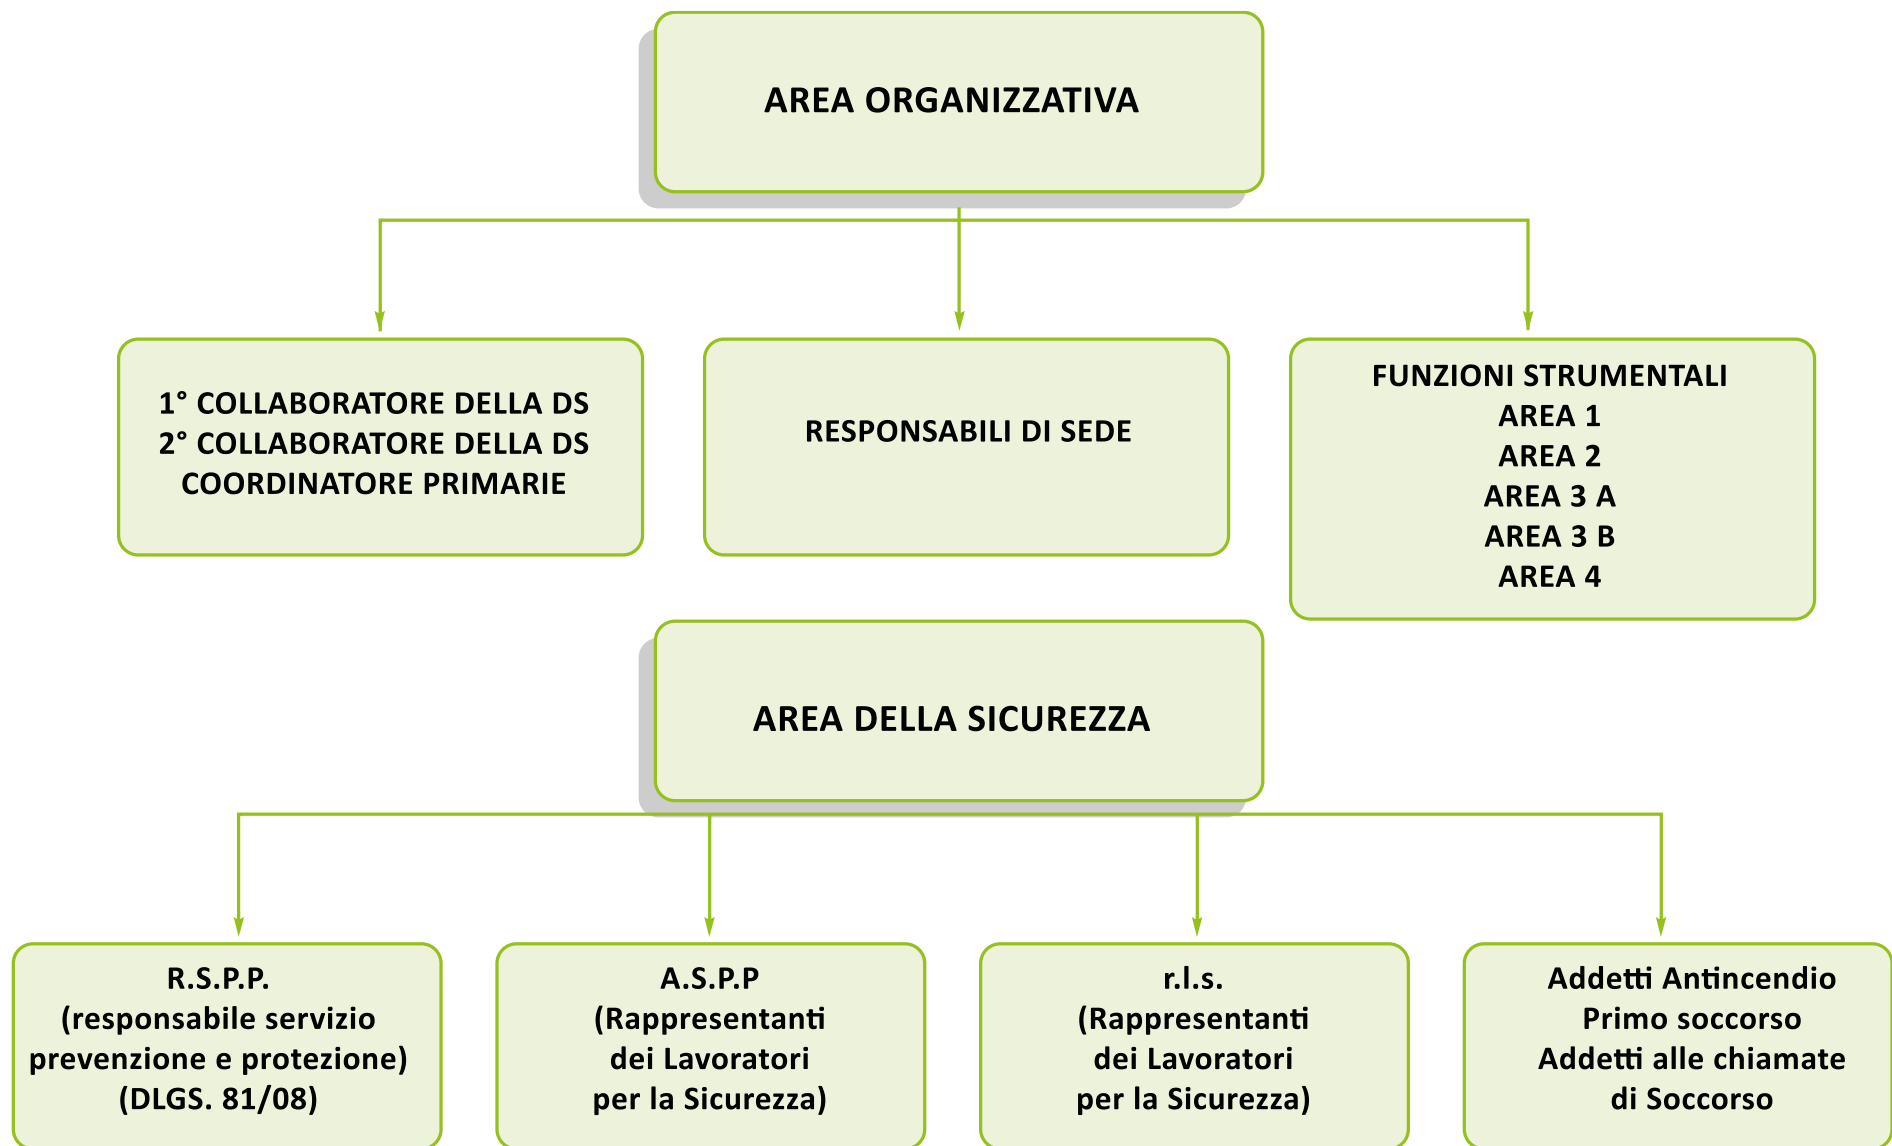 AREA ORGANIZZATIVA
1° COLLABORATORE DELLA DS
2° COLLABORATORE DELLA DS
COORDINATORE PRIMARIE
RESPONSABILI DI SEDE
FUNZIONI STRUMENTALI
AREA 1
AREA 2
AREA 3 A
AREA 3 B
AREA 4
AREA DELLA SICUREZZA
R.S.P.P.
(responsabile servizio
prevenzione e protezione)
(DLGS. 81/08)
A.S.P.P
(Rappresentanti
dei Lavoratori
per la Sicurezza)
r.l.s.
(Rappresentanti
dei Lavoratori
per la Sicurezza)
Addetti Antincendio
Primo soccorso
Addetti alle chiamate
di Soccorso